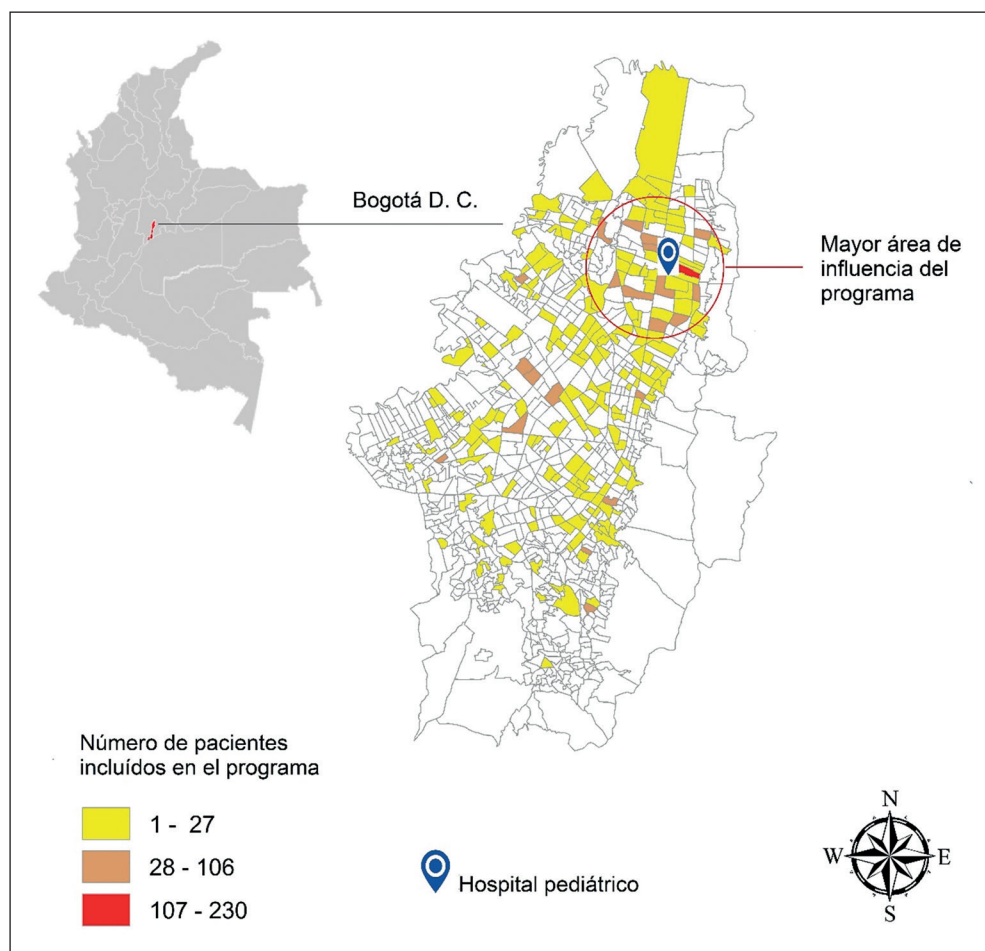 Bogotá D. C.
Mayor área de
influencia del
programa
Número de pacientes
incluídos en el programa
1 - 27
28 - 106
107 - 230
Hospital pediátrico
N
W
E
S